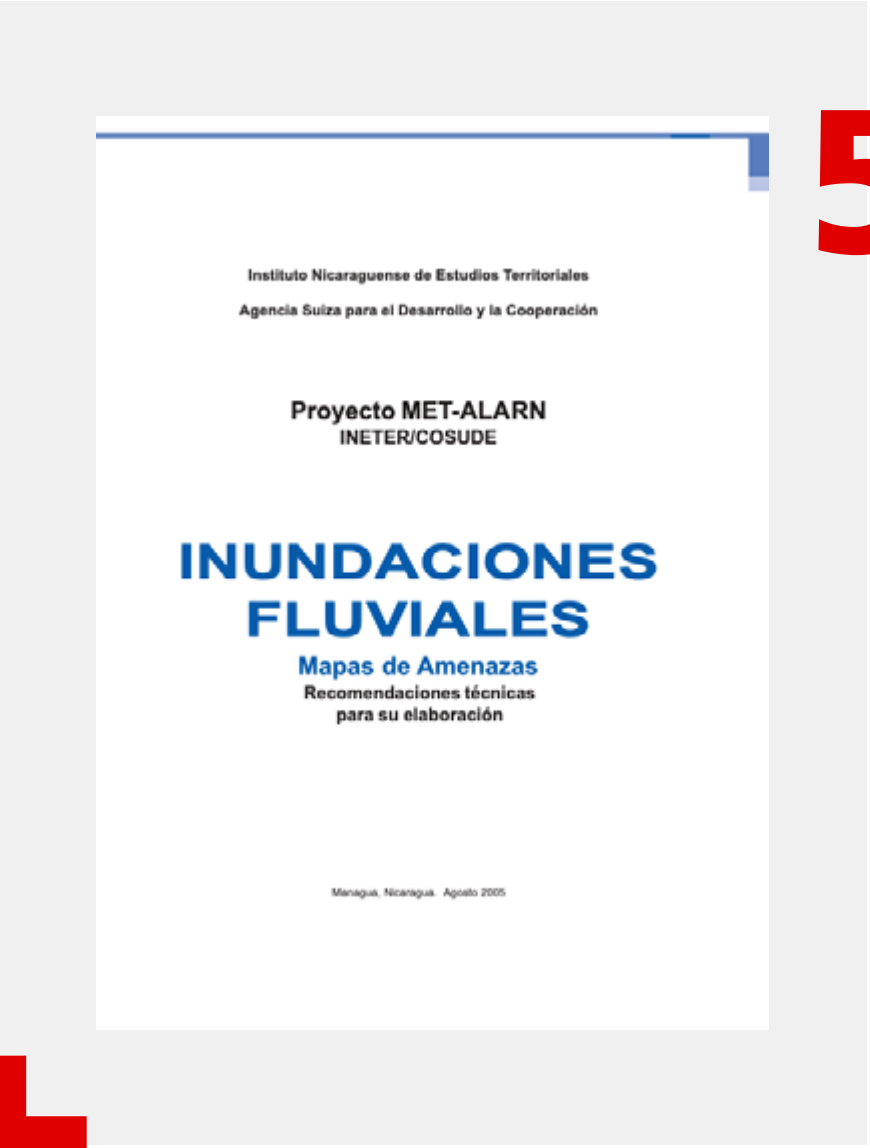 5
Instituto Nicaraguense de Estudios Territoriales
Agencia Suiza para el Desarrollo y la Cooperación
Proyecto MET-ALARN
INETER/COSUDE
INUNDACIONES
FLUVIALES
Mapas de Amenazas
Recomendaciones técnicas
para su elaboración
Managua, Nicaragua. Agosto 2005